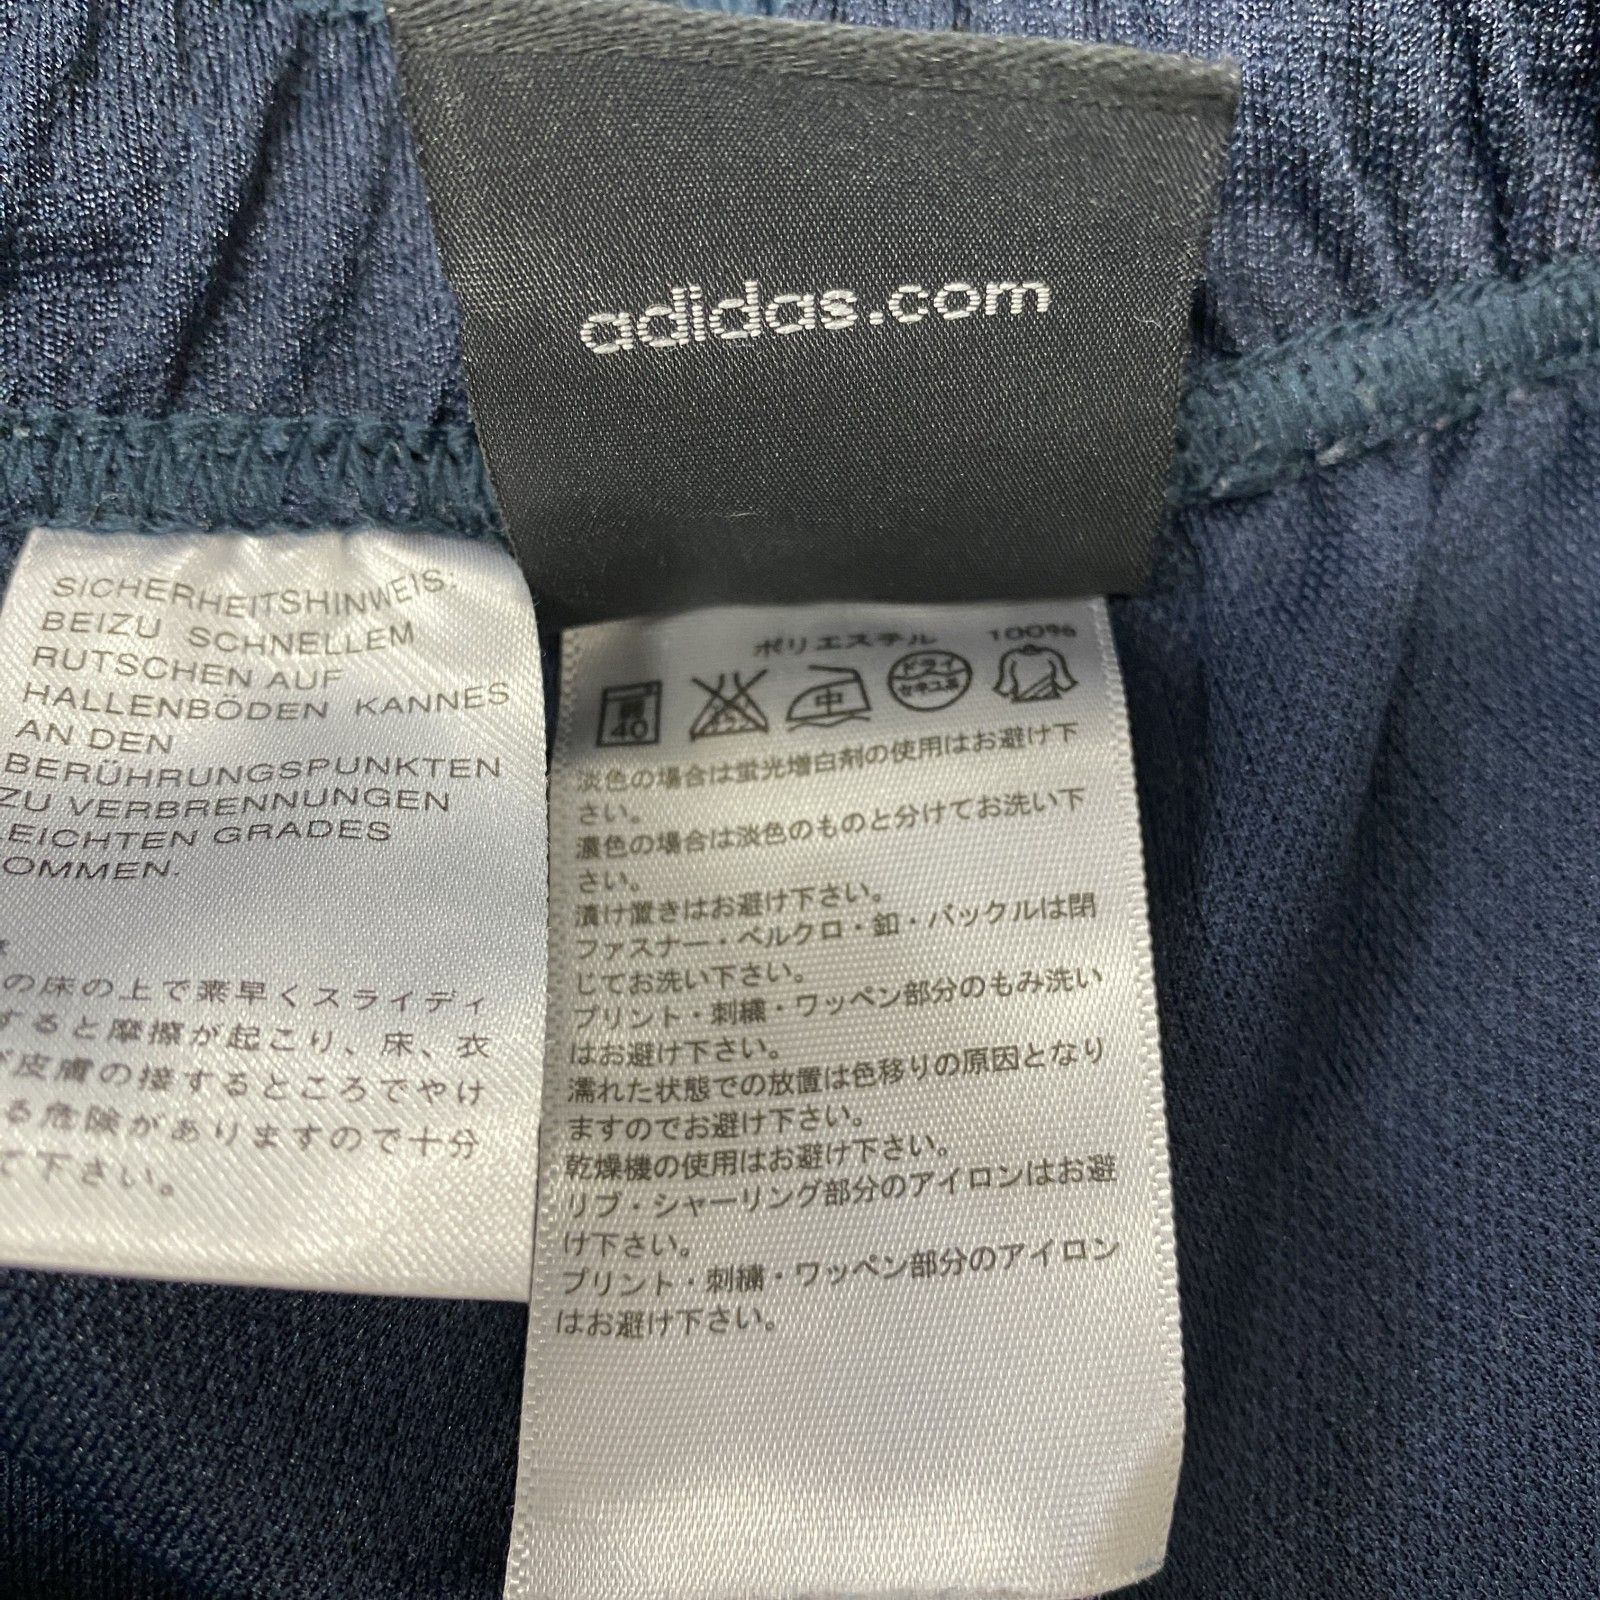 adidas.com
SICHERHEITSHINWEIS:
BEIZU SCHNELLEM
RUTSCHEN AUF
HALLENBÖDEN KANNES
AN DEN
BERÜHRUNGSPUNKTEN
ZU VERBRENNUNGEN
LEICHTEN GRADES
OMMEN.
の床の上で素早くスライディ
すると摩擦が起こり、床、衣
が皮膚の接するところでやけ
る危険がありますので十分
て下さい。
ポリエステル 100%
40 中 ドライ
セキユ系
淡色の場合は蛍光増白剤の使用はお避け下
さい。
濃色の場合は淡色のものと分けてお洗い下
さい。
漬け置きはお避け下さい。
ファスナー・ベルクロ・釦・バックルは閉
じてお洗い下さい。
プリント・刺繍・ワッペン部分のもみ洗い
はお避け下さい。
濡れた状態での放置は色移りの原因となり
ますのでお避け下さい。
乾燥機の使用はお避け下さい。
リブ・シャーリング部分のアイロンはお避
け下さい。
プリント・刺繍・ワッペン部分のアイロン
はお避け下さい。